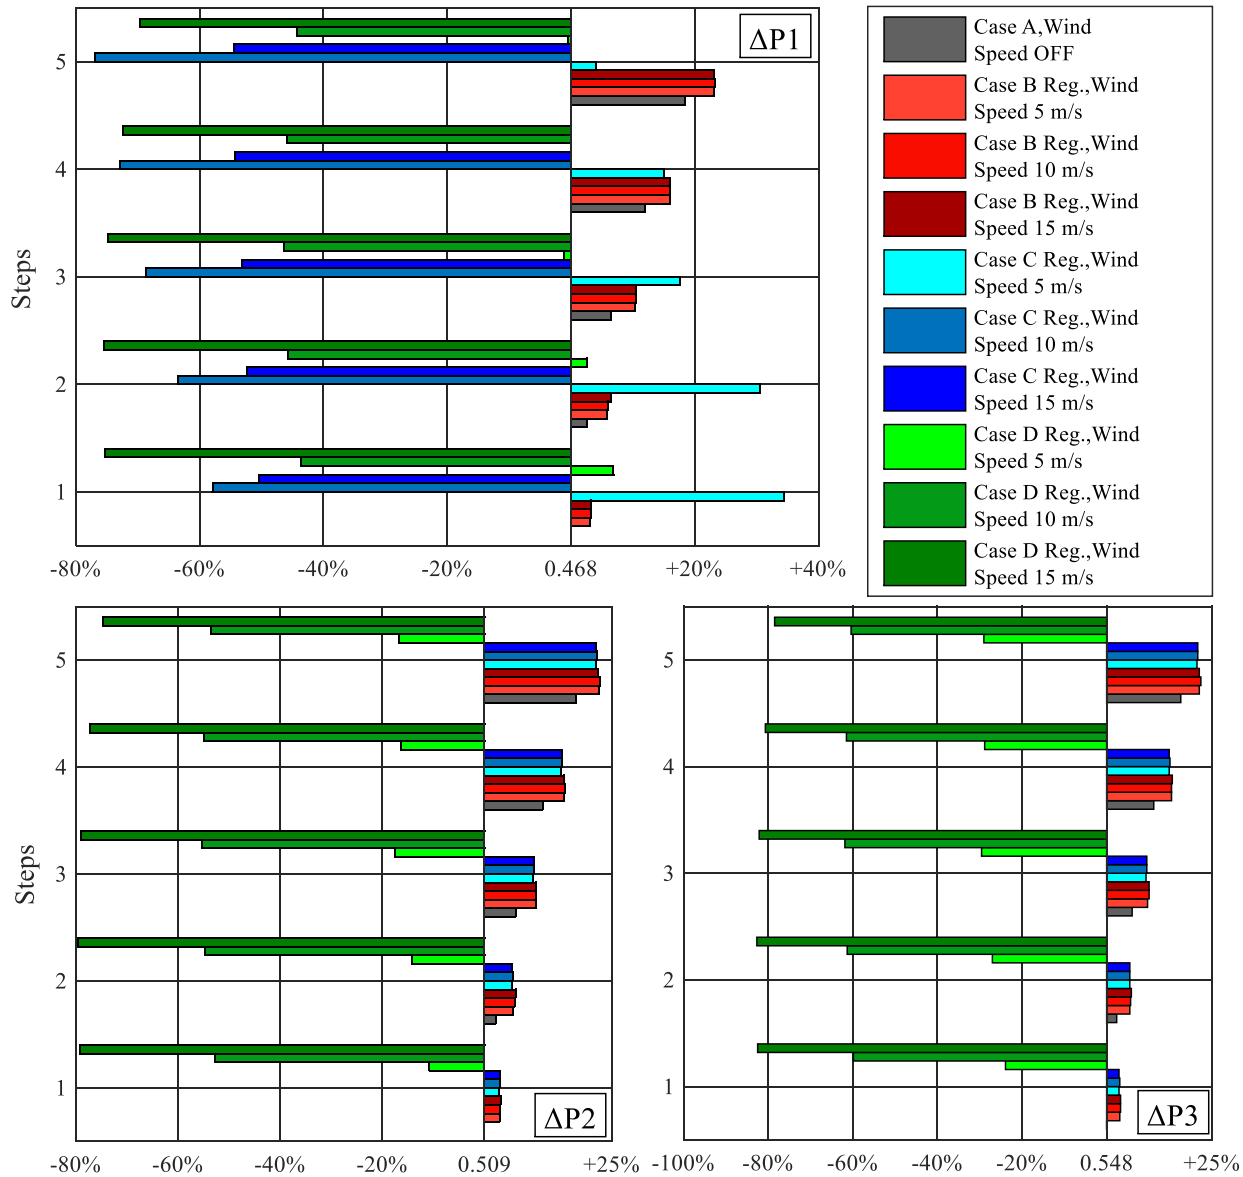 ΔP1
5
4
3
2
1
Steps
-80%
-60%
-40%
-20%
0.468
+20%
+40%
Case A,Wind
Speed OFF
Case B Reg.,Wind
Speed 5 m/s
Case B Reg.,Wind
Speed 10 m/s
Case B Reg.,Wind
Speed 15 m/s
Case C Reg.,Wind
Speed 5 m/s
Case C Reg.,Wind
Speed 10 m/s
Case C Reg.,Wind
Speed 15 m/s
Case D Reg.,Wind
Speed 5 m/s
Case D Reg.,Wind
Speed 10 m/s
Case D Reg.,Wind
Speed 15 m/s
5
4
3
2
1
Steps
ΔP2
-80%
-60%
-40%
-20%
0.509
+25%
5
4
3
2
1
ΔP3
-100%
-80%
-60%
-40%
-20%
0.548
+25%